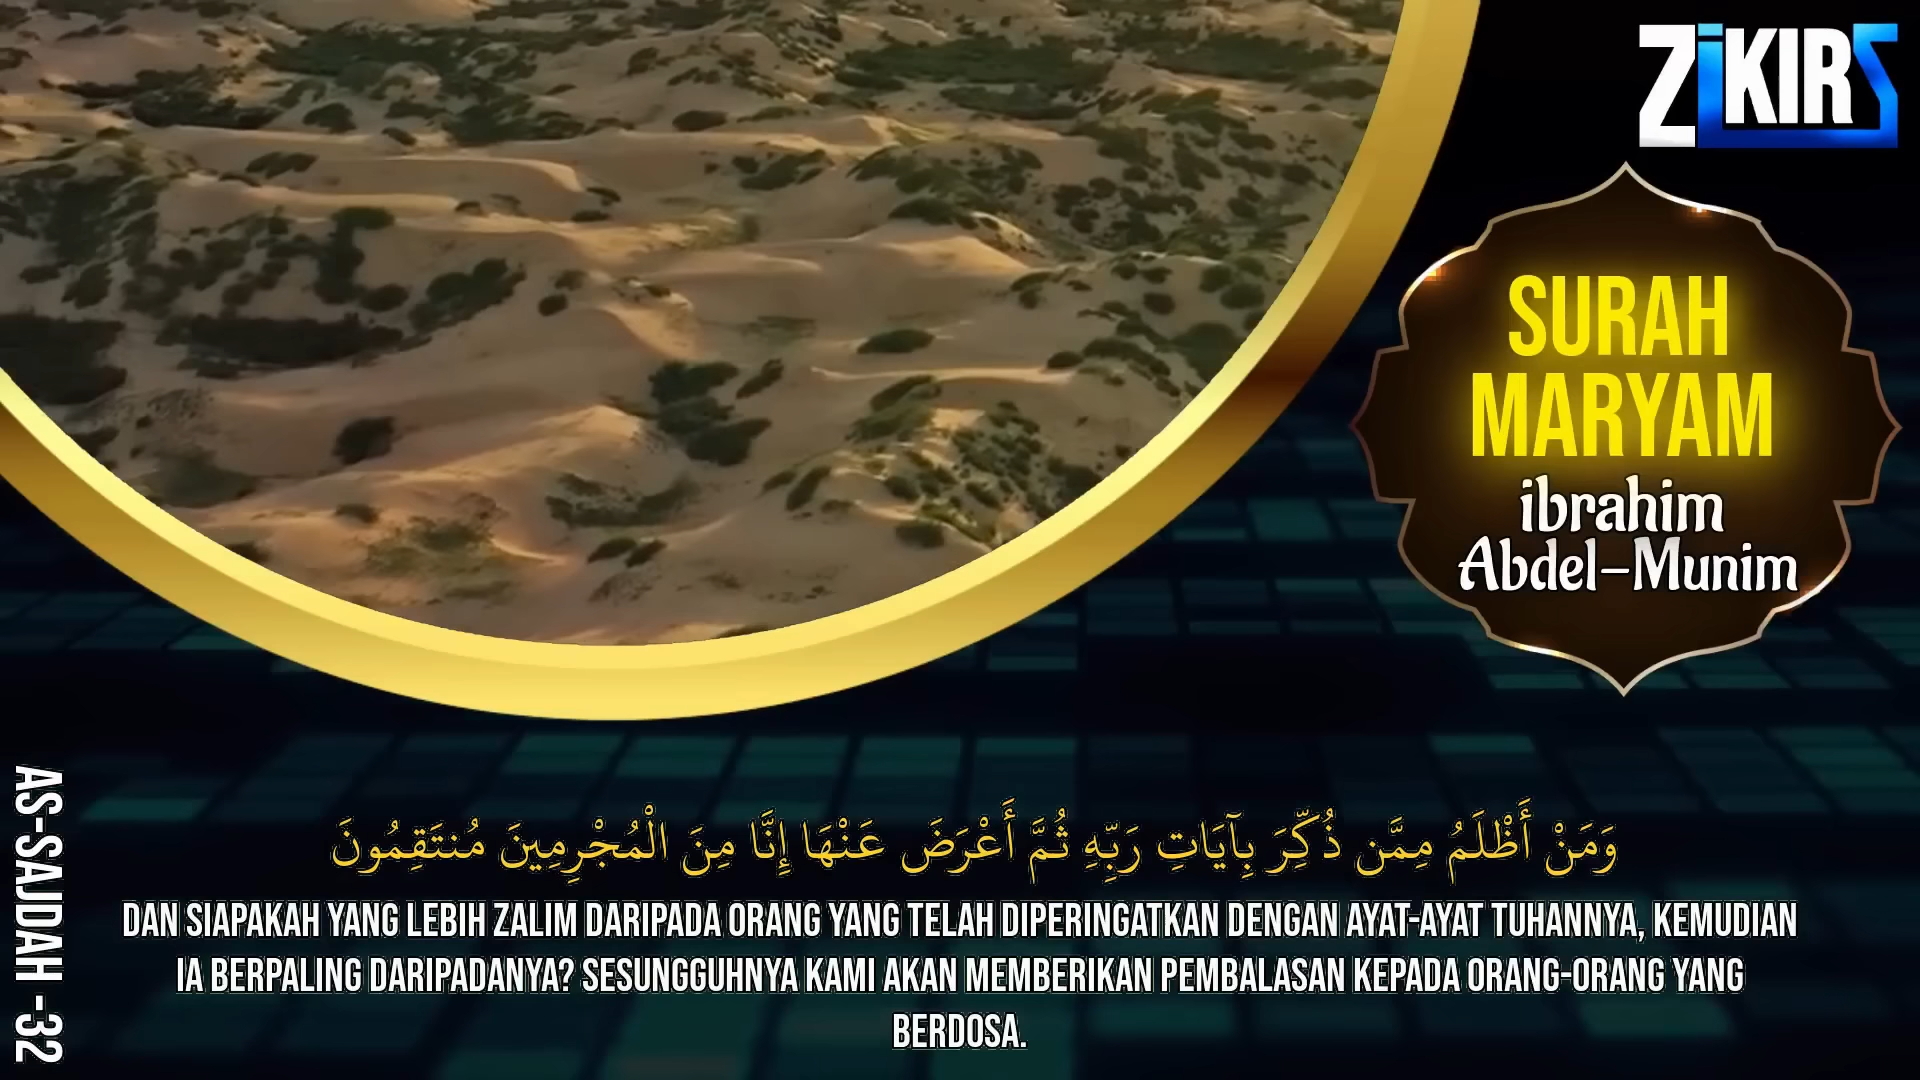 ZiKIRS
SURAH
MARYAM
ibrahim
Abdel-Munim
وَمَنْ أَظْلَمُ مِمَّن ذُكِّرَ بِآيَاتِ رَبِّهِ ثُمَّ أَعْرَضَ عَنْهَا إِنَّا مِنَ الْمُجْرِمِينَ مُنتَقِمُونَ
DAN SIAPAKAH YANG LEBIH ZALIM DARIPADA ORANG YANG TELAH DIPERINGATKAN DENGAN AYAT-AYAT TUHANNYA, KEMUDIAN
IA BERPALING DARIPADANYA? SESUNGGUHNYA KAMI AKAN MEMBERIKAN PEMBALASAN KEPADA ORANG-ORANG YANG
BERDOSA.
AS-SAJDAH -32